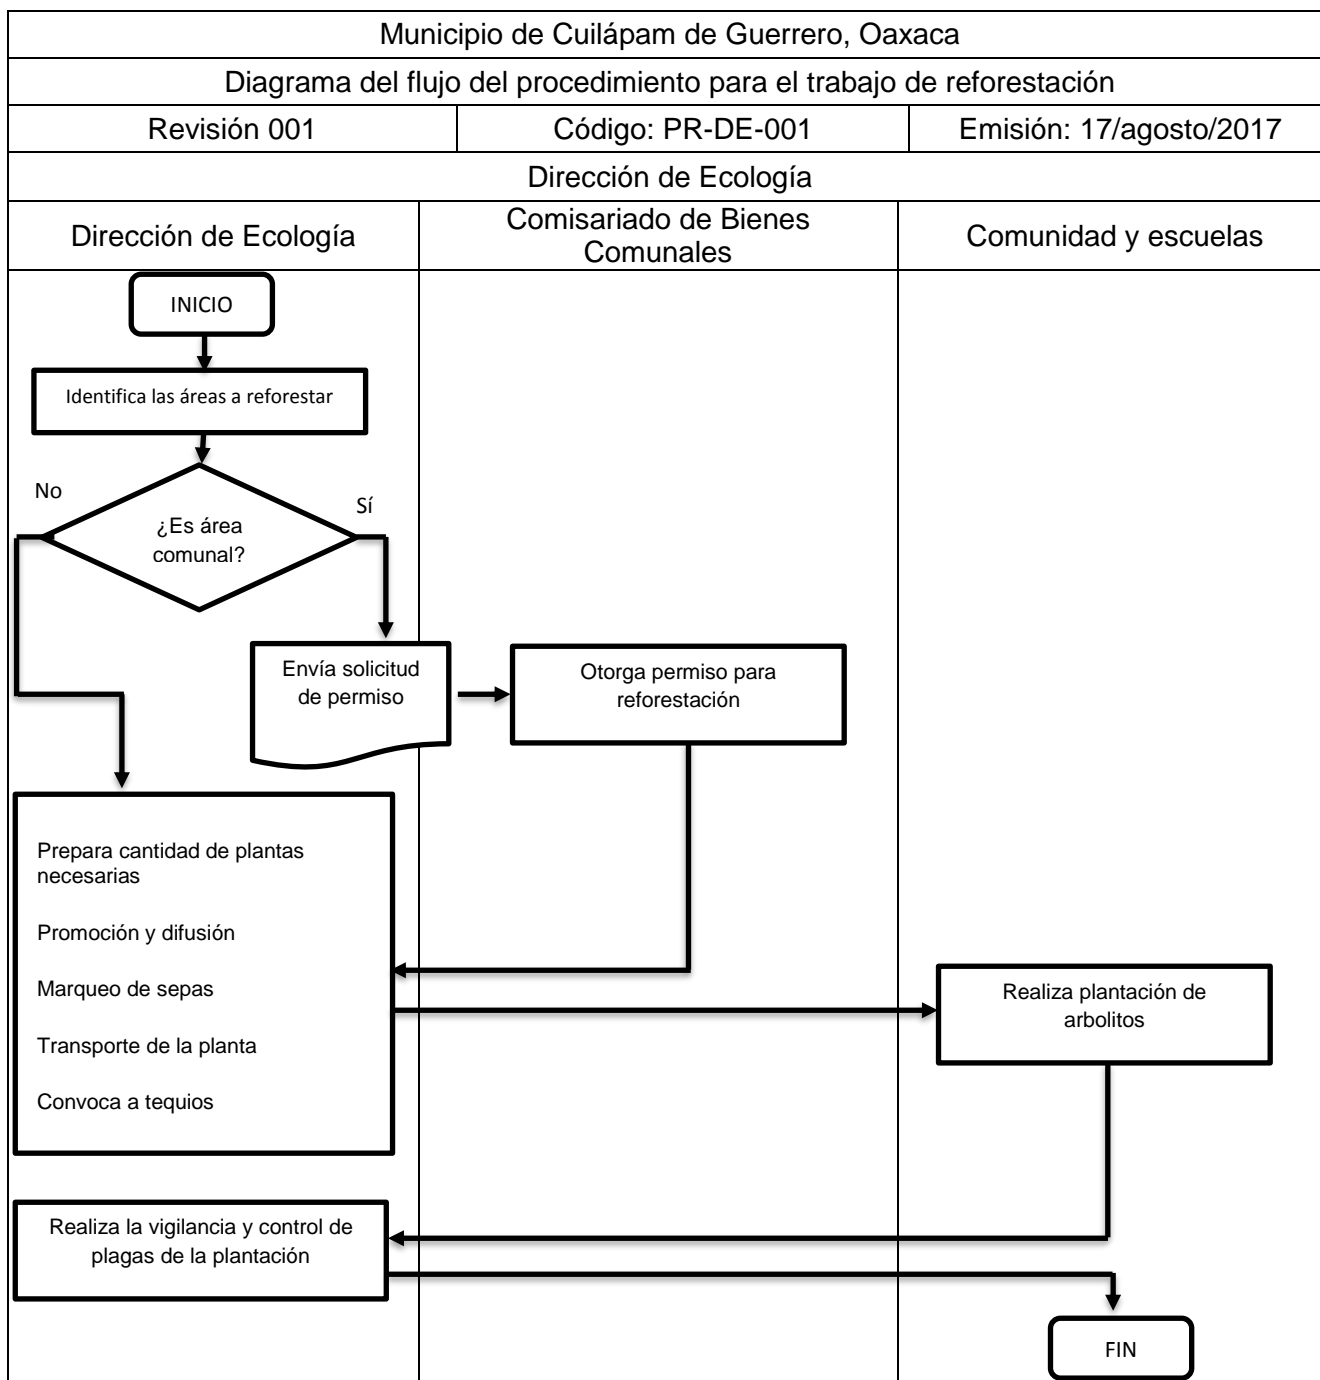 Municipio de Cuilápam de Guerrero, Oaxaca
Diagrama del flujo del procedimiento para el trabajo de reforestación
Revisión 001
Código: PR-DE-001
Emisión: 17/agosto/2017
Dirección de Ecología
Dirección de Ecología
Comisariado de Bienes
Comunales
Comunidad y escuelas
INICIO
Identifica las áreas a reforestar
No
Sí
¿Es área
comunal?
Envía solicitud
de permiso
Otorga permiso para
reforestación
Prepara cantidad de plantas
necesarias
Promoción y difusión
Marqueo de sepas
Transporte de la planta
Convoca a tequios
Realiza plantación de
arbolitos
Realiza la vigilancia y control de
plagas de la plantación
FIN